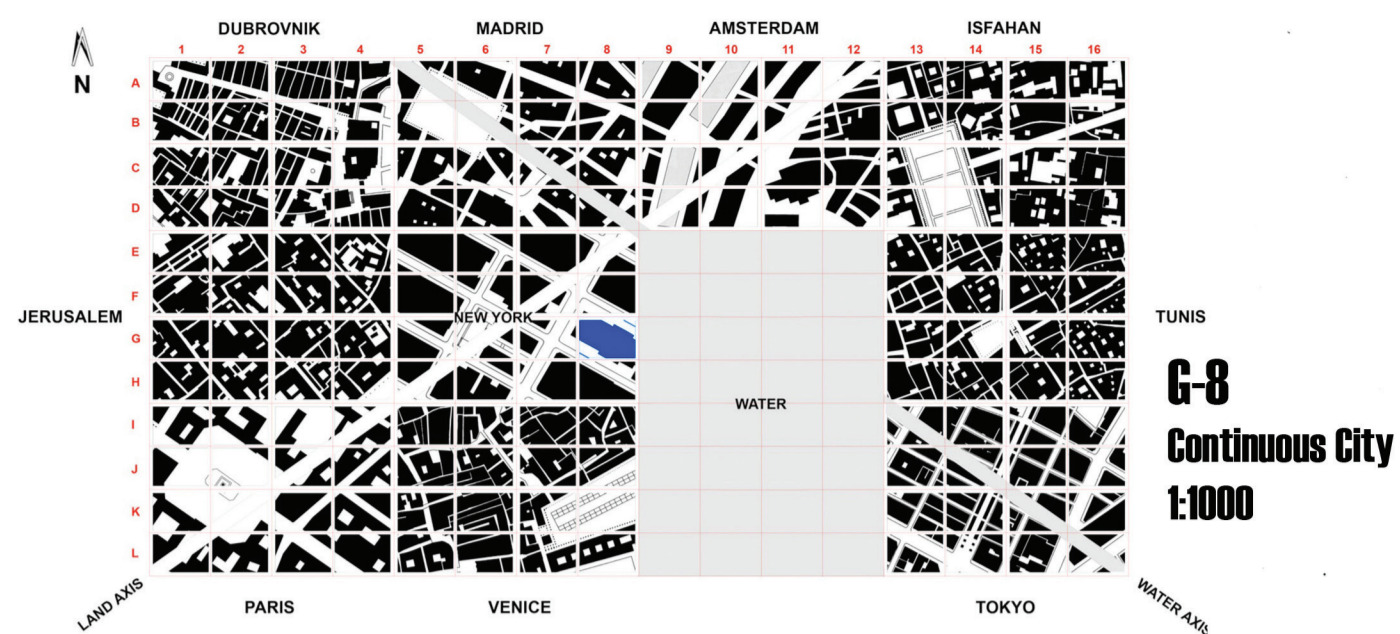 DUBROVNIK MADRID AMSTERDAM ISFAHAN
1 2 3 4 5 6 7 8 9 10 11 12 13 14 15 16
N
A
B
C
D
E
F
JERUSALEM NEW YORK TUNIS
G
G-8
H
WATER
I
Continuous City
J
1:1000
K
L
LAND AXIS
WATER AXIS
PARIS VENICE TOKYO